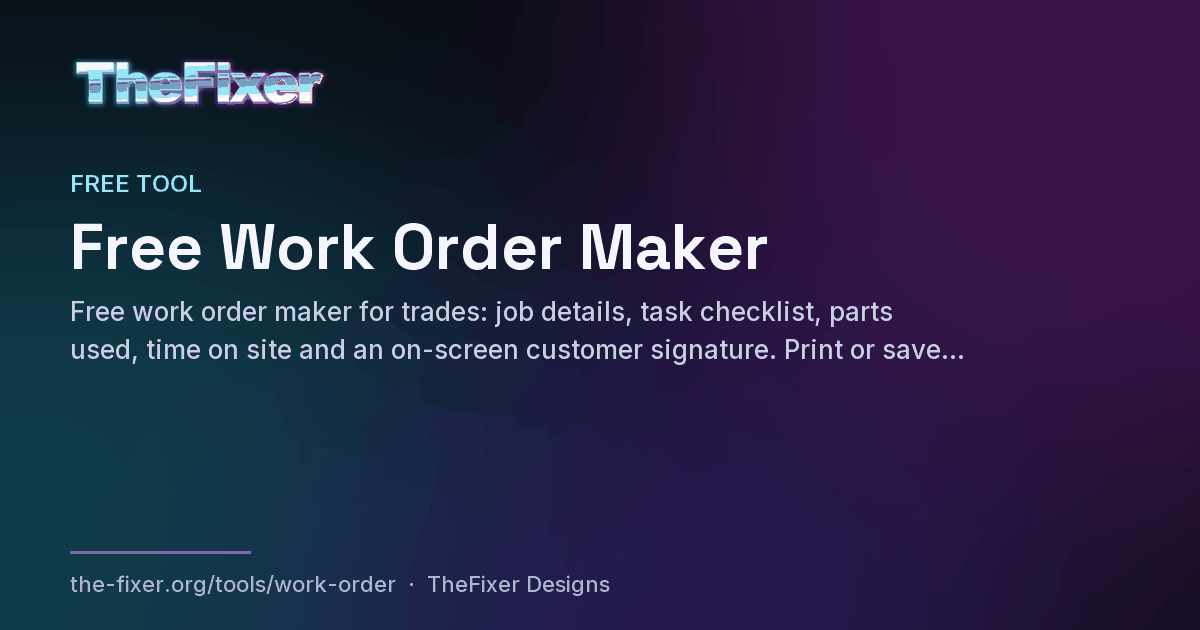 TheFixer
FREE TOOL
Free Work Order Maker
Free work order maker for trades: job details, task checklist, parts
used, time on site and an on-screen customer signature. Print or save...
the-fixer.org/tools/work-order · TheFixer Designs